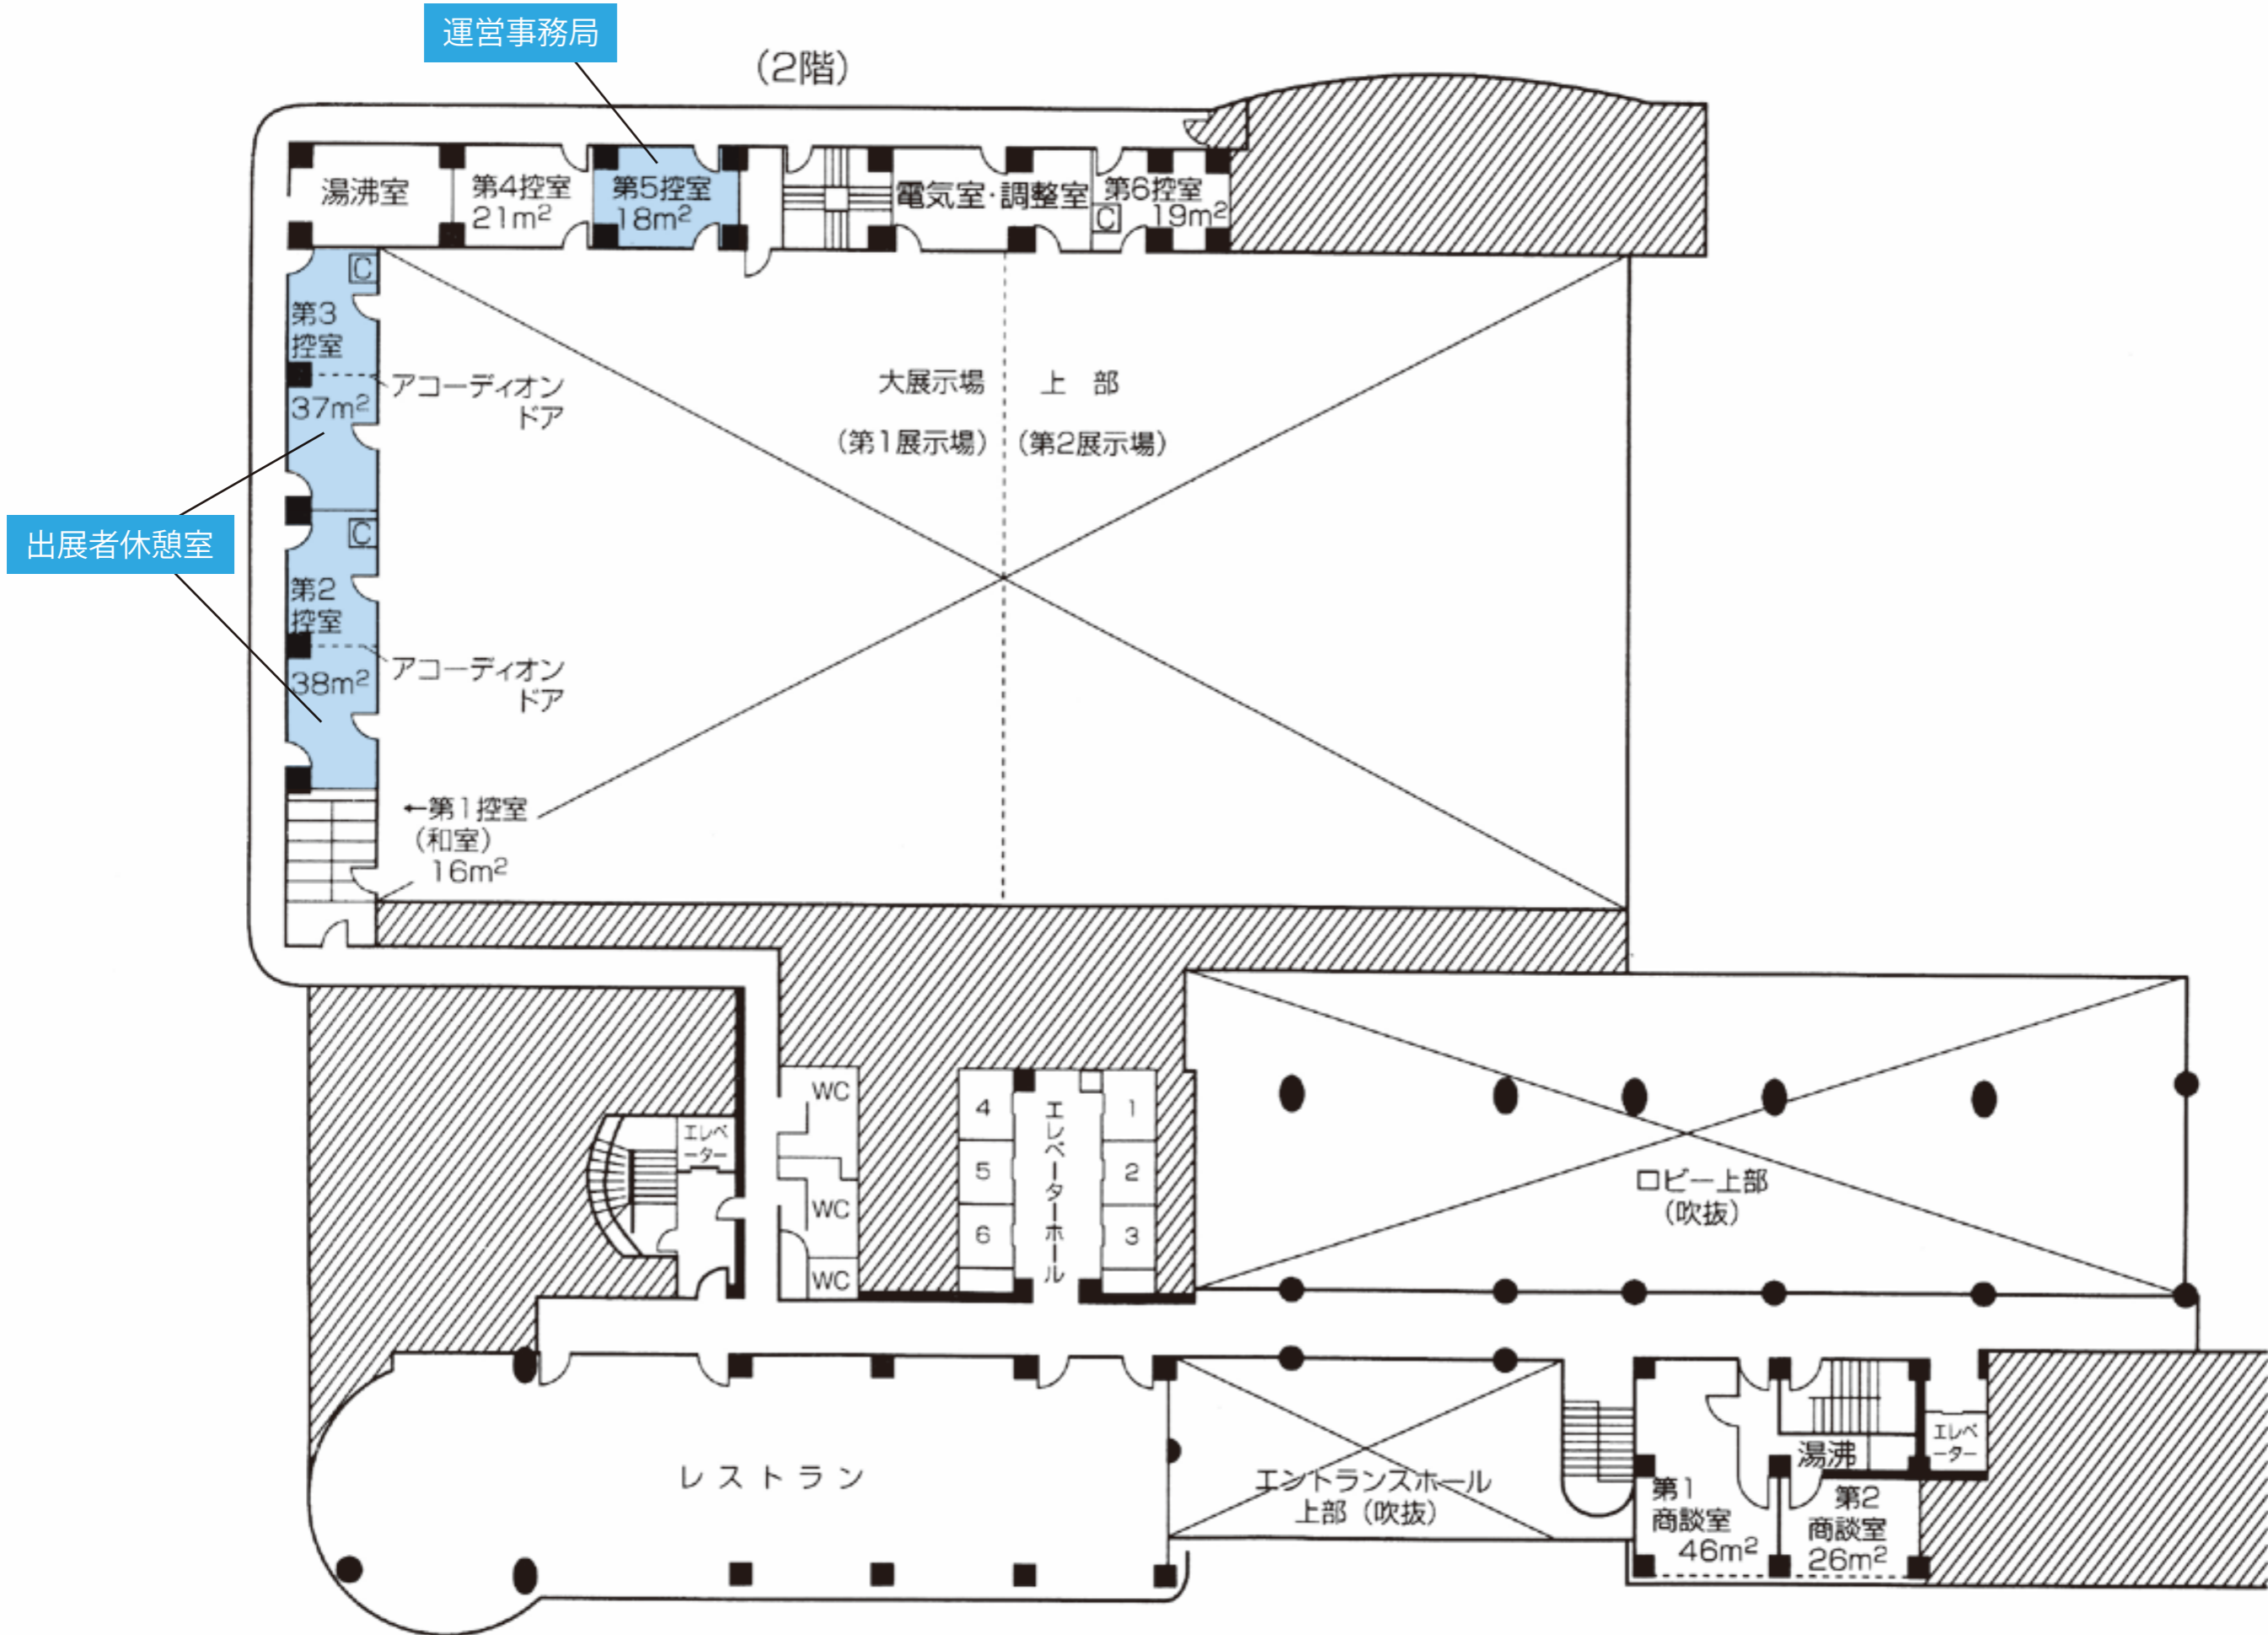 運営事務局
(2階)
湯沸室
第4控室
21m²
第5控室
18m²
電気室・調整室
第6控室
C
19m²
C
第3
控室
37m²
アコーディオン
ドア
大展示場 上 部
(第1展示場) (第2展示場)
出展者休憩室
C
第2
控室
38m²
アコーディオン
ドア
←第1控室
(和室)
16m²
WC
WC
WC
エレベ
ーター
4
5
6
エレベーターホール
1
2
3
ロビー上部
(吹抜)
レストラン
エントランスホール
上部(吹抜)
第1
商談室
46m²
湯沸
エレベ
ーター
第2
商談室
26m²